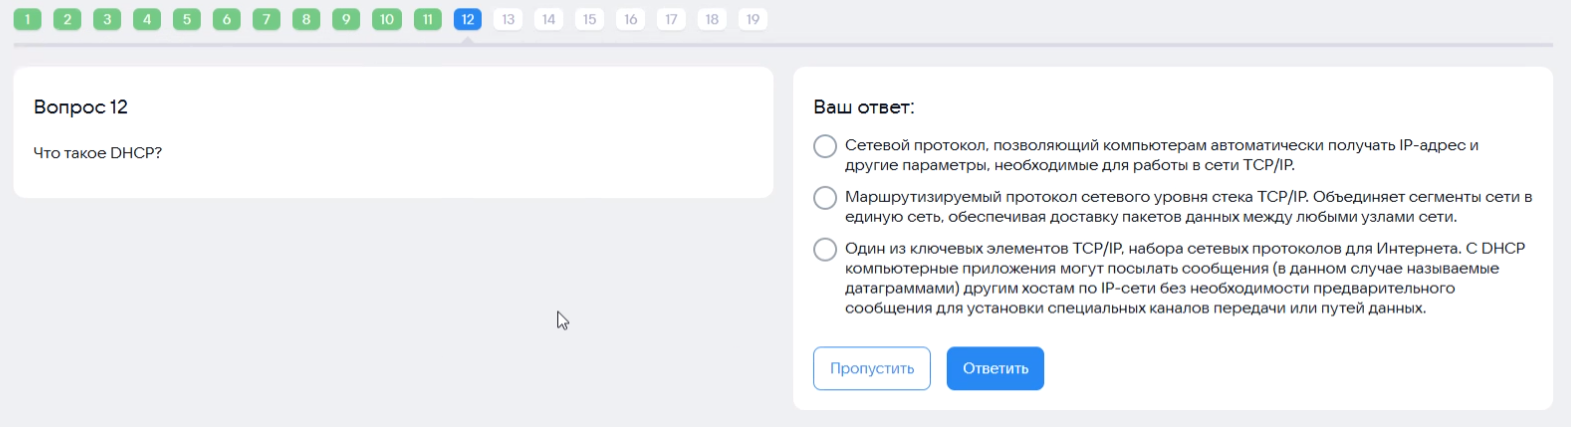 1 2 3 4 5 6 7 8 9 10 11 12 13 14 15 16 17 18 19
Вопрос 12
Что такое DHCP?
Ваш ответ:
Сетевой протокол, позволяющий компьютерам автоматически получать IP-адрес и
другие параметры, необходимые для работы в сети TCP/IP.
Маршрутизируемый протокол сетевого уровня стека TCP/IP. Объединяет сегменты сети в
единую сеть, обеспечивая доставку пакетов данных между любыми узлами сети.
Один из ключевых элементов TCP/IP, набора сетевых протоколов для Интернета. С DHCP
компьютерные приложения могут посылать сообщения (в данном случае называемые
датаграммами) другим хостам по IP-сети без необходимости предварительного
сообщения для установки специальных каналов передачи или путей данных.
Пропустить Ответить